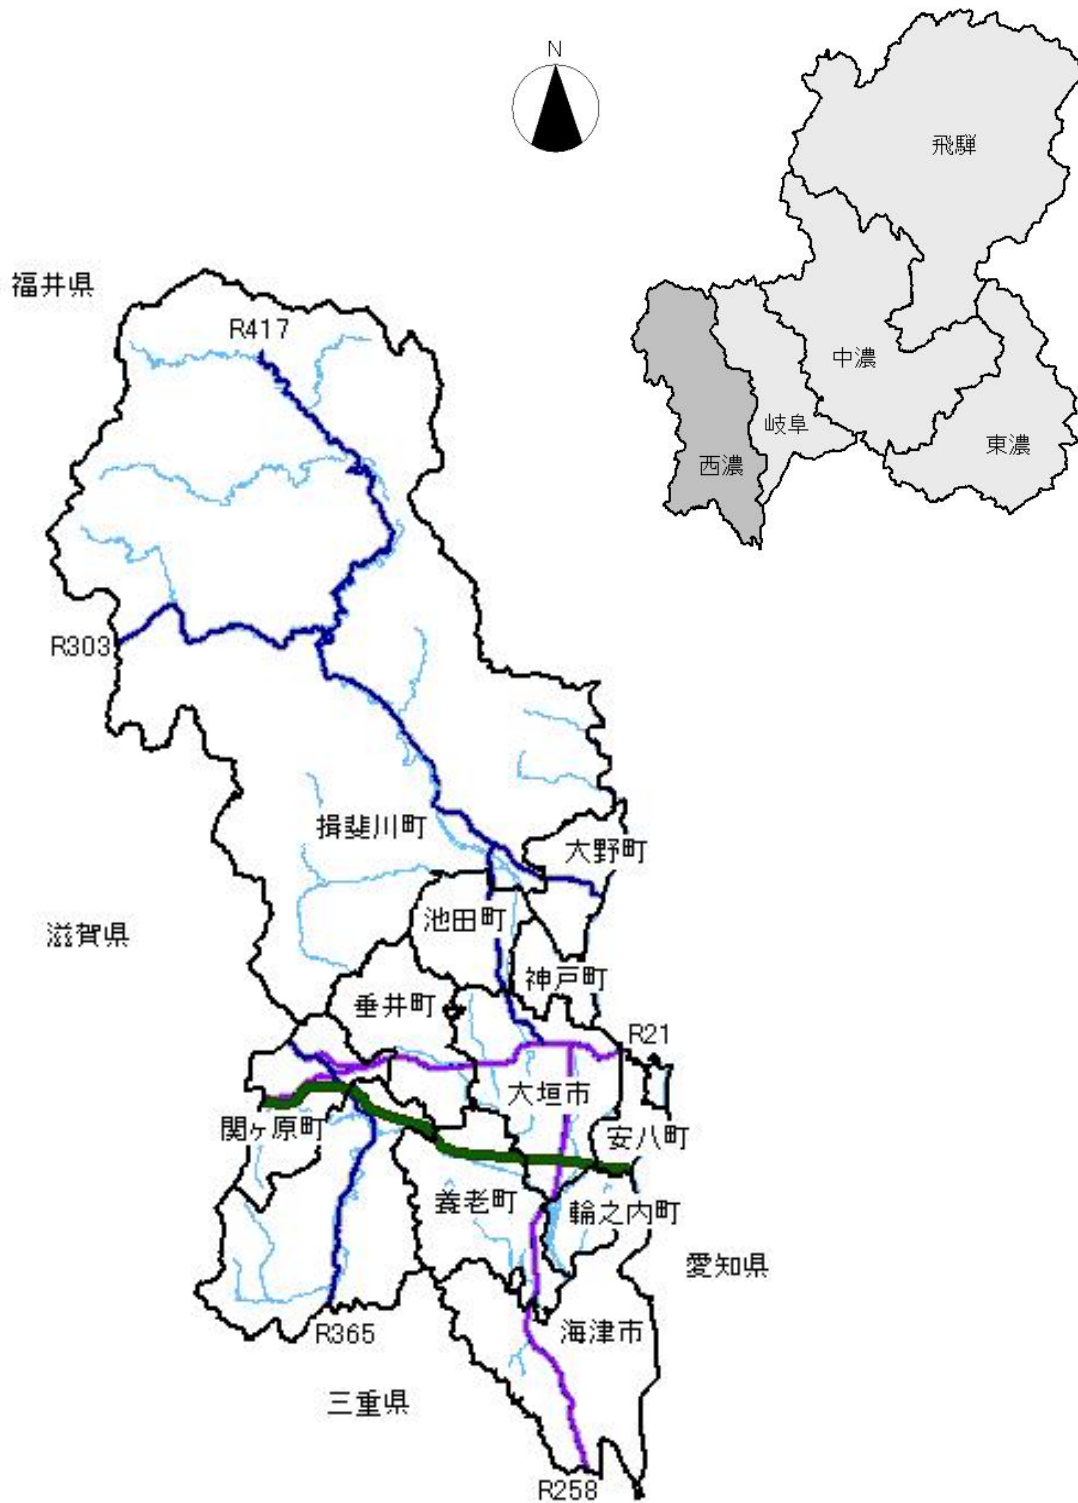 N
飛騨
中濃
岐阜
東濃
西濃
福井県
R417
R303
揖斐川町
大野町
池田町
滋賀県
神戸町
垂井町
R21
大垣市
関ヶ原町
安八町
養老町
輪之内町
愛知県
R365
海津市
三重県
R258